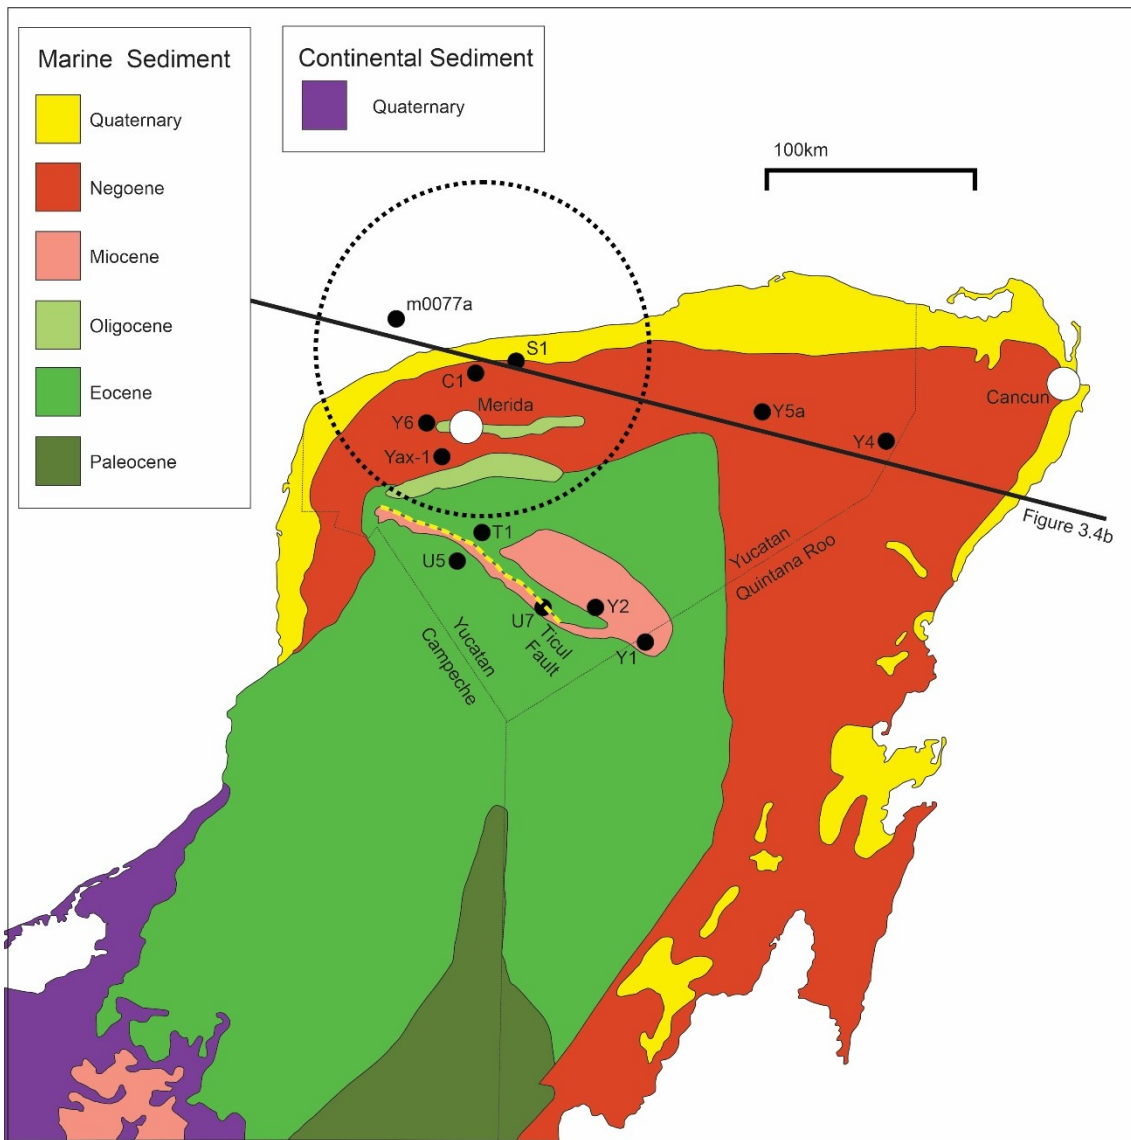 Marine Sediment
Quaternary
Negoene
Miocene
Oligocene
Eocene
Paleocene
Continental Sediment
Quaternary
100km
m0077a
S1
C1
Merida
Y6
Yax-1
Y5a
Y4
Cancun
Figure 3.4b
T1
U5
U7
Y2
Y1
Ticul
Fault
Yucatan
Campeche
Yucatan
Quintana Roo